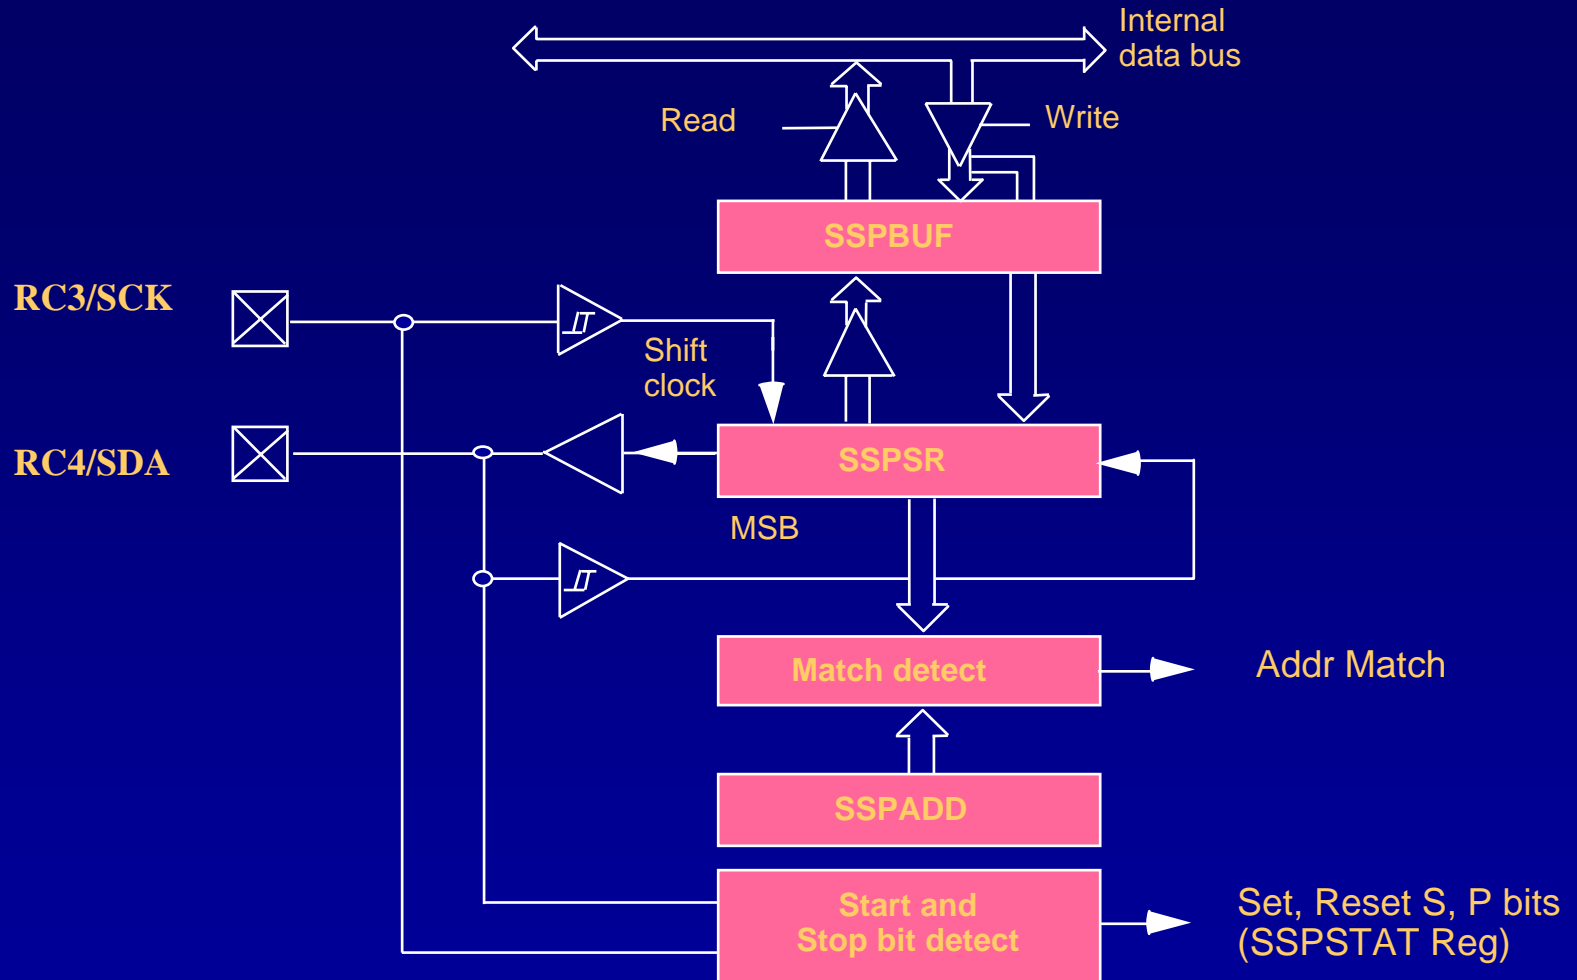 Internal
data bus
Read
Write
SSPBUF
RC3/SCK
Shift
clock
RC4/SDA
SSPSR
MSB
Match detect
Addr Match
SSPADD
Start and
Stop bit detect
Set, Reset S, P bits
(SSPSTAT Reg)